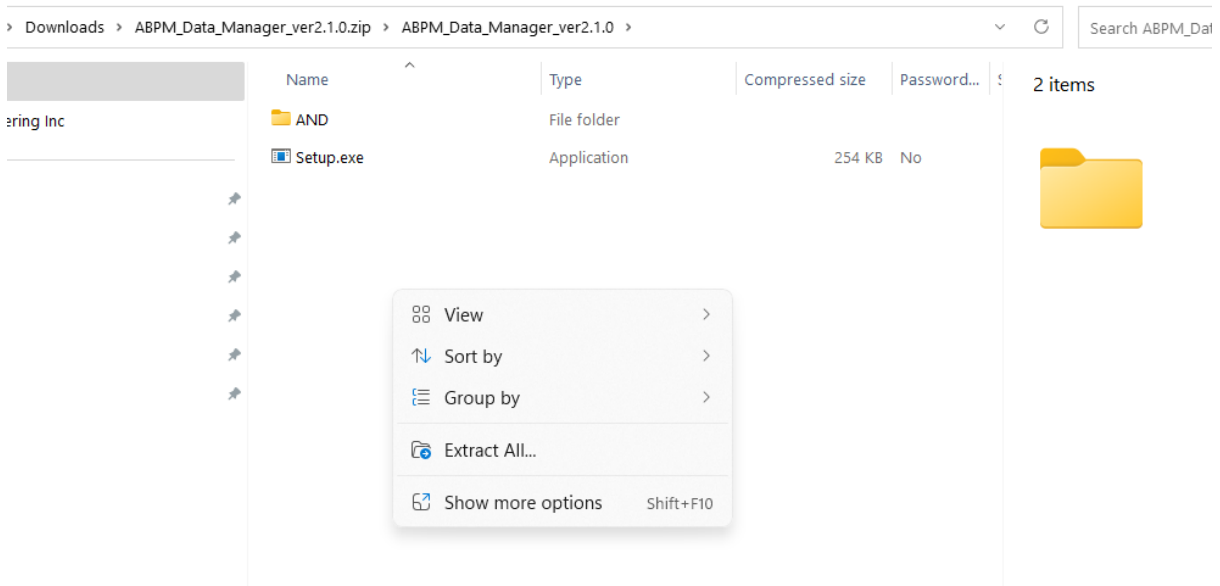 Downloads > ABPM_Data_Manager_ver2.1.0.zip > ABPM_Data_Manager_ver2.1.0 >
Search ABPM_Dat
Name Type Compressed size Password...
2 items
ering Inc
AND File folder
Setup.exe Application 254 KB No
View
Sort by
Group by
Extract All...
Show more options Shift+F10